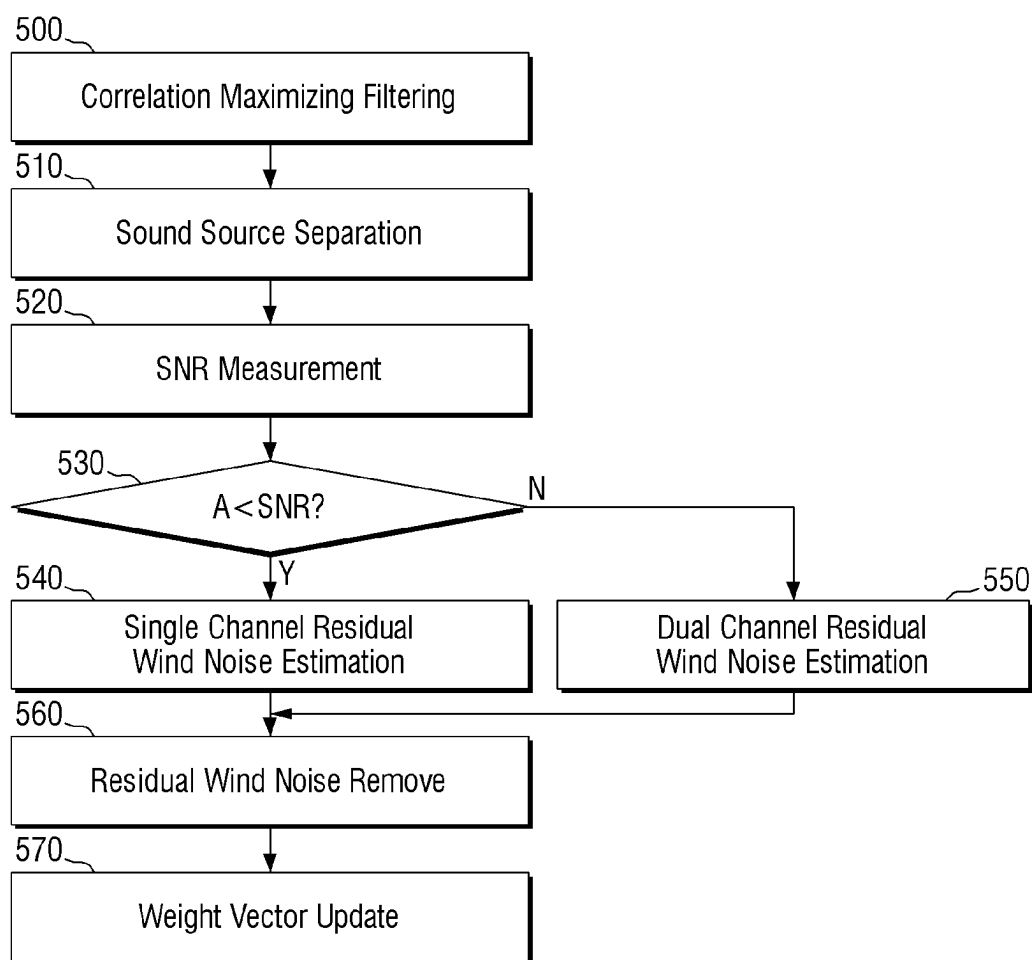 500
Correlation Maximizing Filtering
510
Sound Source Separation
520
SNR Measurement
530
A<SNR?
N
Y
540
Single Channel Residual
Wind Noise Estimation
550
Dual Channel Residual
Wind Noise Estimation
560
Residual Wind Noise Remove
570
Weight Vector Update